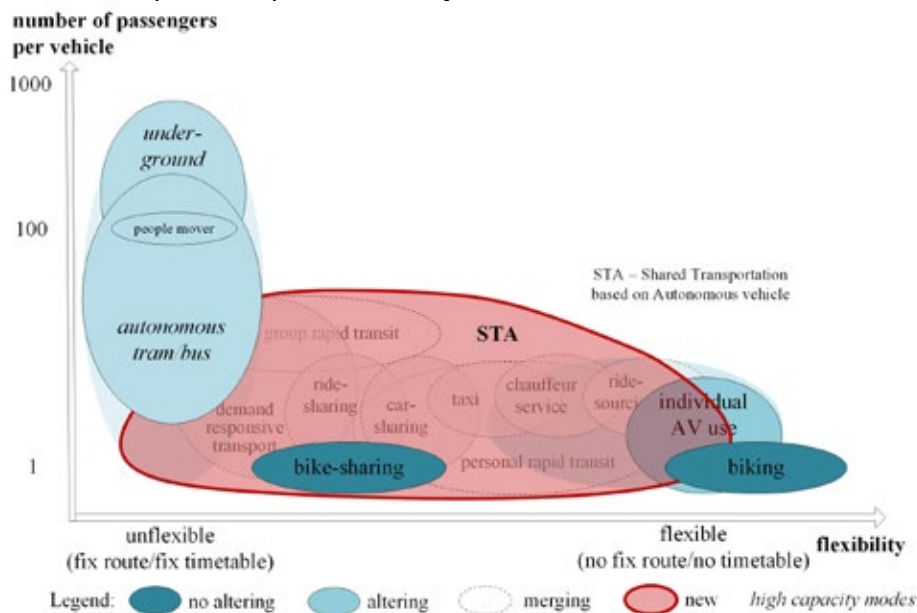 number of passengers
per vehicle
1000
under-
ground
100
people mover
STA – Shared Transportation
based on Autonomous vehicle
autonomous
tram/bus
group rapid transit
STA
ride-
sharing
car-
sharing
taxi
chauffeur
service
ride-
sourcing
individual
AV use
demand
responsive
transport
1
bike-sharing
personal rapid transit
biking
unflexible
(fix route/fix timetable)
flexible
(no fix route/no timetable)
flexibility
Legend:
no altering
altering
merging
new
high capacity modes